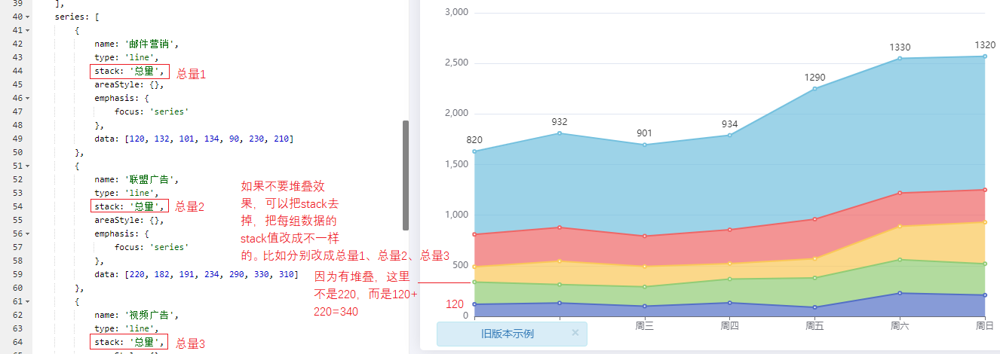 39 ],
40 series: [
41 {
42 name: '邮件营销',
43 type: 'line',
44 stack: '总量', 总量1
45 areaStyle: {},
46 emphasis: {
47 focus: 'series'
48 },
49 data: [120, 132, 101, 134, 90, 230, 210]
50 },
51 {
52 name: '联盟广告',
53 type: 'line',
54 stack: '总量', 总量2
55 areaStyle: {},
56 emphasis: {
57 focus: 'series'
58 },
59 data: [220, 182, 191, 234, 290, 330, 310]
60 },
61 {
62 name: '视频广告',
63 type: 'line',
64 stack: '总量', 总量3
如果不要堆叠效
果，可以把stack去
掉，把每组数据的
stack值改成不一样
的。比如分别改成总量1、总量2、总量3
因为有堆叠，这里
不是220，而是120+
220=340
3,000
2,500
2,000
1,500
1,000
500
0
120
820
932
901
934
1290
1330
1320
周三
周四
周五
周六
周日
旧版本示例 ×